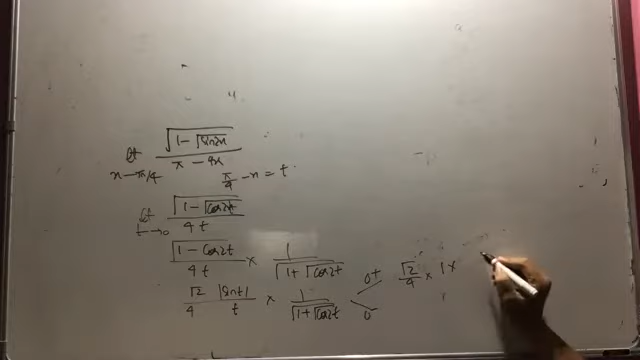 lt √(1 - √(sin2x)) / (π - 4x)
x→π/4 π/4 - x = t
lt √(1 - √(cos2t)) / 4t
t→0
√(1 - cos2t) / 4t × 1 / √(1 + √(cos2t))
√2/4 |sint|/t × 1 / √(1 + √(cos2t)) 0+ √2/4 × 1 ×
0-